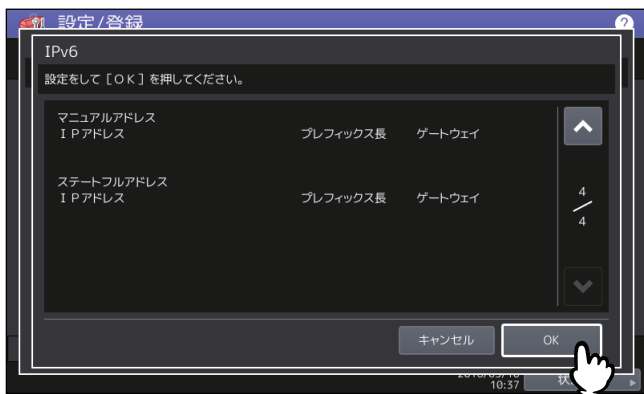 設定/登録
?
IPv6
設定をして［OK］を押してください。
マニュアルアドレス
IPアドレス プレフィックス長 ゲートウェイ
ステートフルアドレス
IPアドレス プレフィックス長 ゲートウェイ
4
4
キャンセル OK
10:37